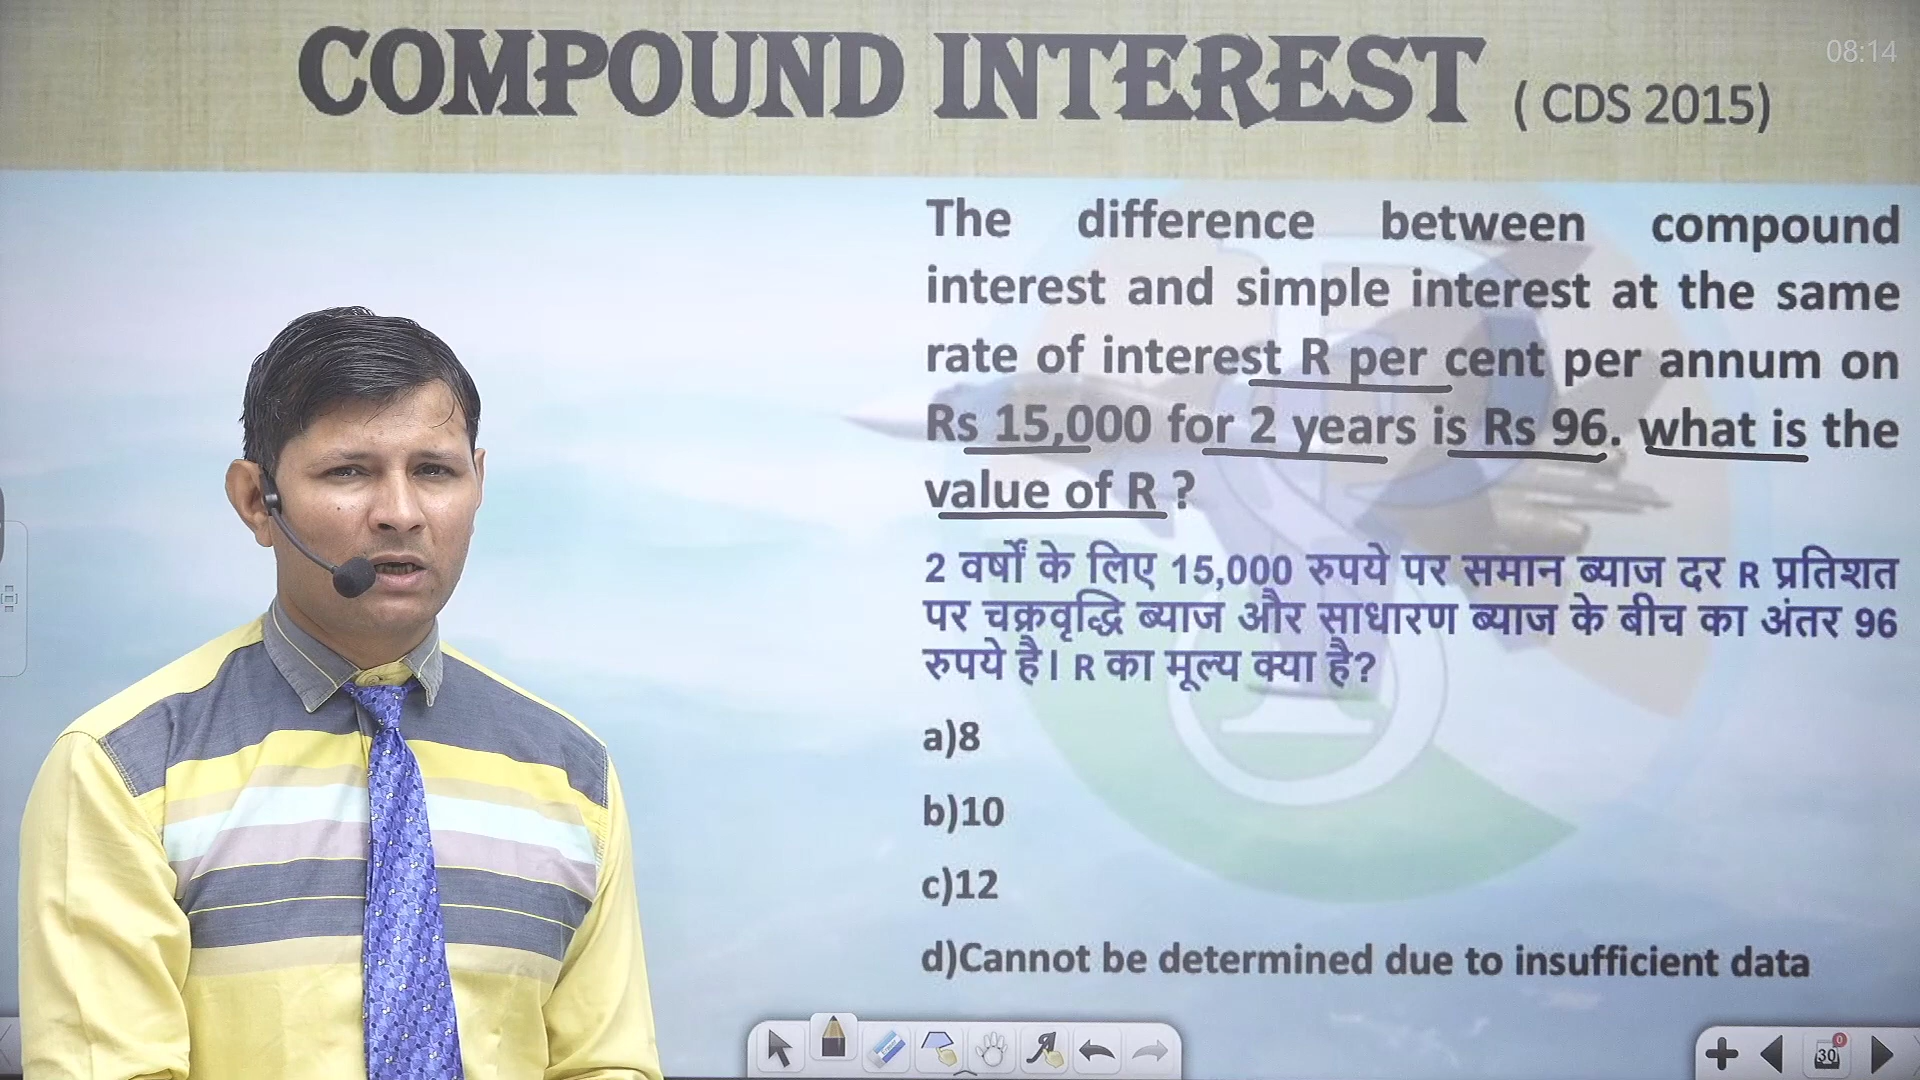 COMPOUND INTEREST ( CDS 2015)
08:14
The difference between compound
interest and simple interest at the same
rate of interest R per cent per annum on
Rs 15,000 for 2 years is Rs 96. what is the
value of R ?
2 वर्षों के लिए 15,000 रुपये पर समान ब्याज दर R प्रतिशत
पर चक्रवृद्धि ब्याज और साधारण ब्याज के बीच का अंतर 96
रुपये है। R का मूल्य क्या है?
a)8
b)10
c)12
d)Cannot be determined due to insufficient data
30
0